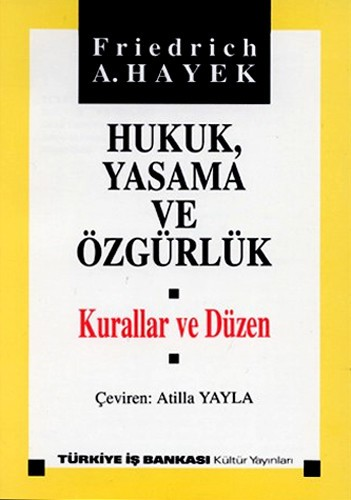 Friedrich
A. HAYEK
HUKUK,
YASAMA
VE
ÖZGÜRLÜK
Kurallar ve Düzen
Çeviren: Atilla YAYLA
TÜRKİYE İŞ BANKASI Kültür Yayınları